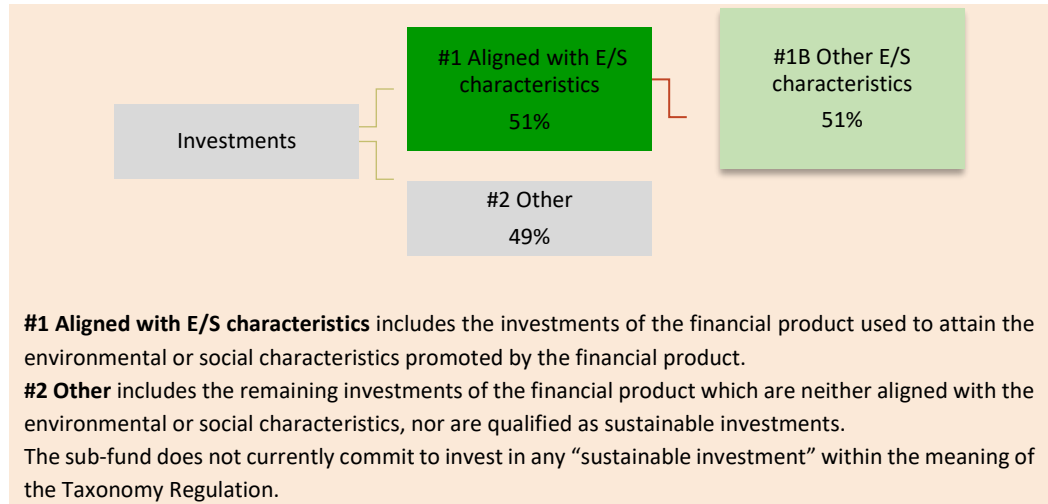 #1 Aligned with E/S
characteristics
51%
#1B Other E/S
characteristics
51%
Investments
#2 Other
49%
#1 Aligned with E/S characteristics includes the investments of the financial product used to attain the
environmental or social characteristics promoted by the financial product.
#2 Other includes the remaining investments of the financial product which are neither aligned with the
environmental or social characteristics, nor are qualified as sustainable investments.
The sub-fund does not currently commit to invest in any “sustainable investment” within the meaning of
the Taxonomy Regulation.